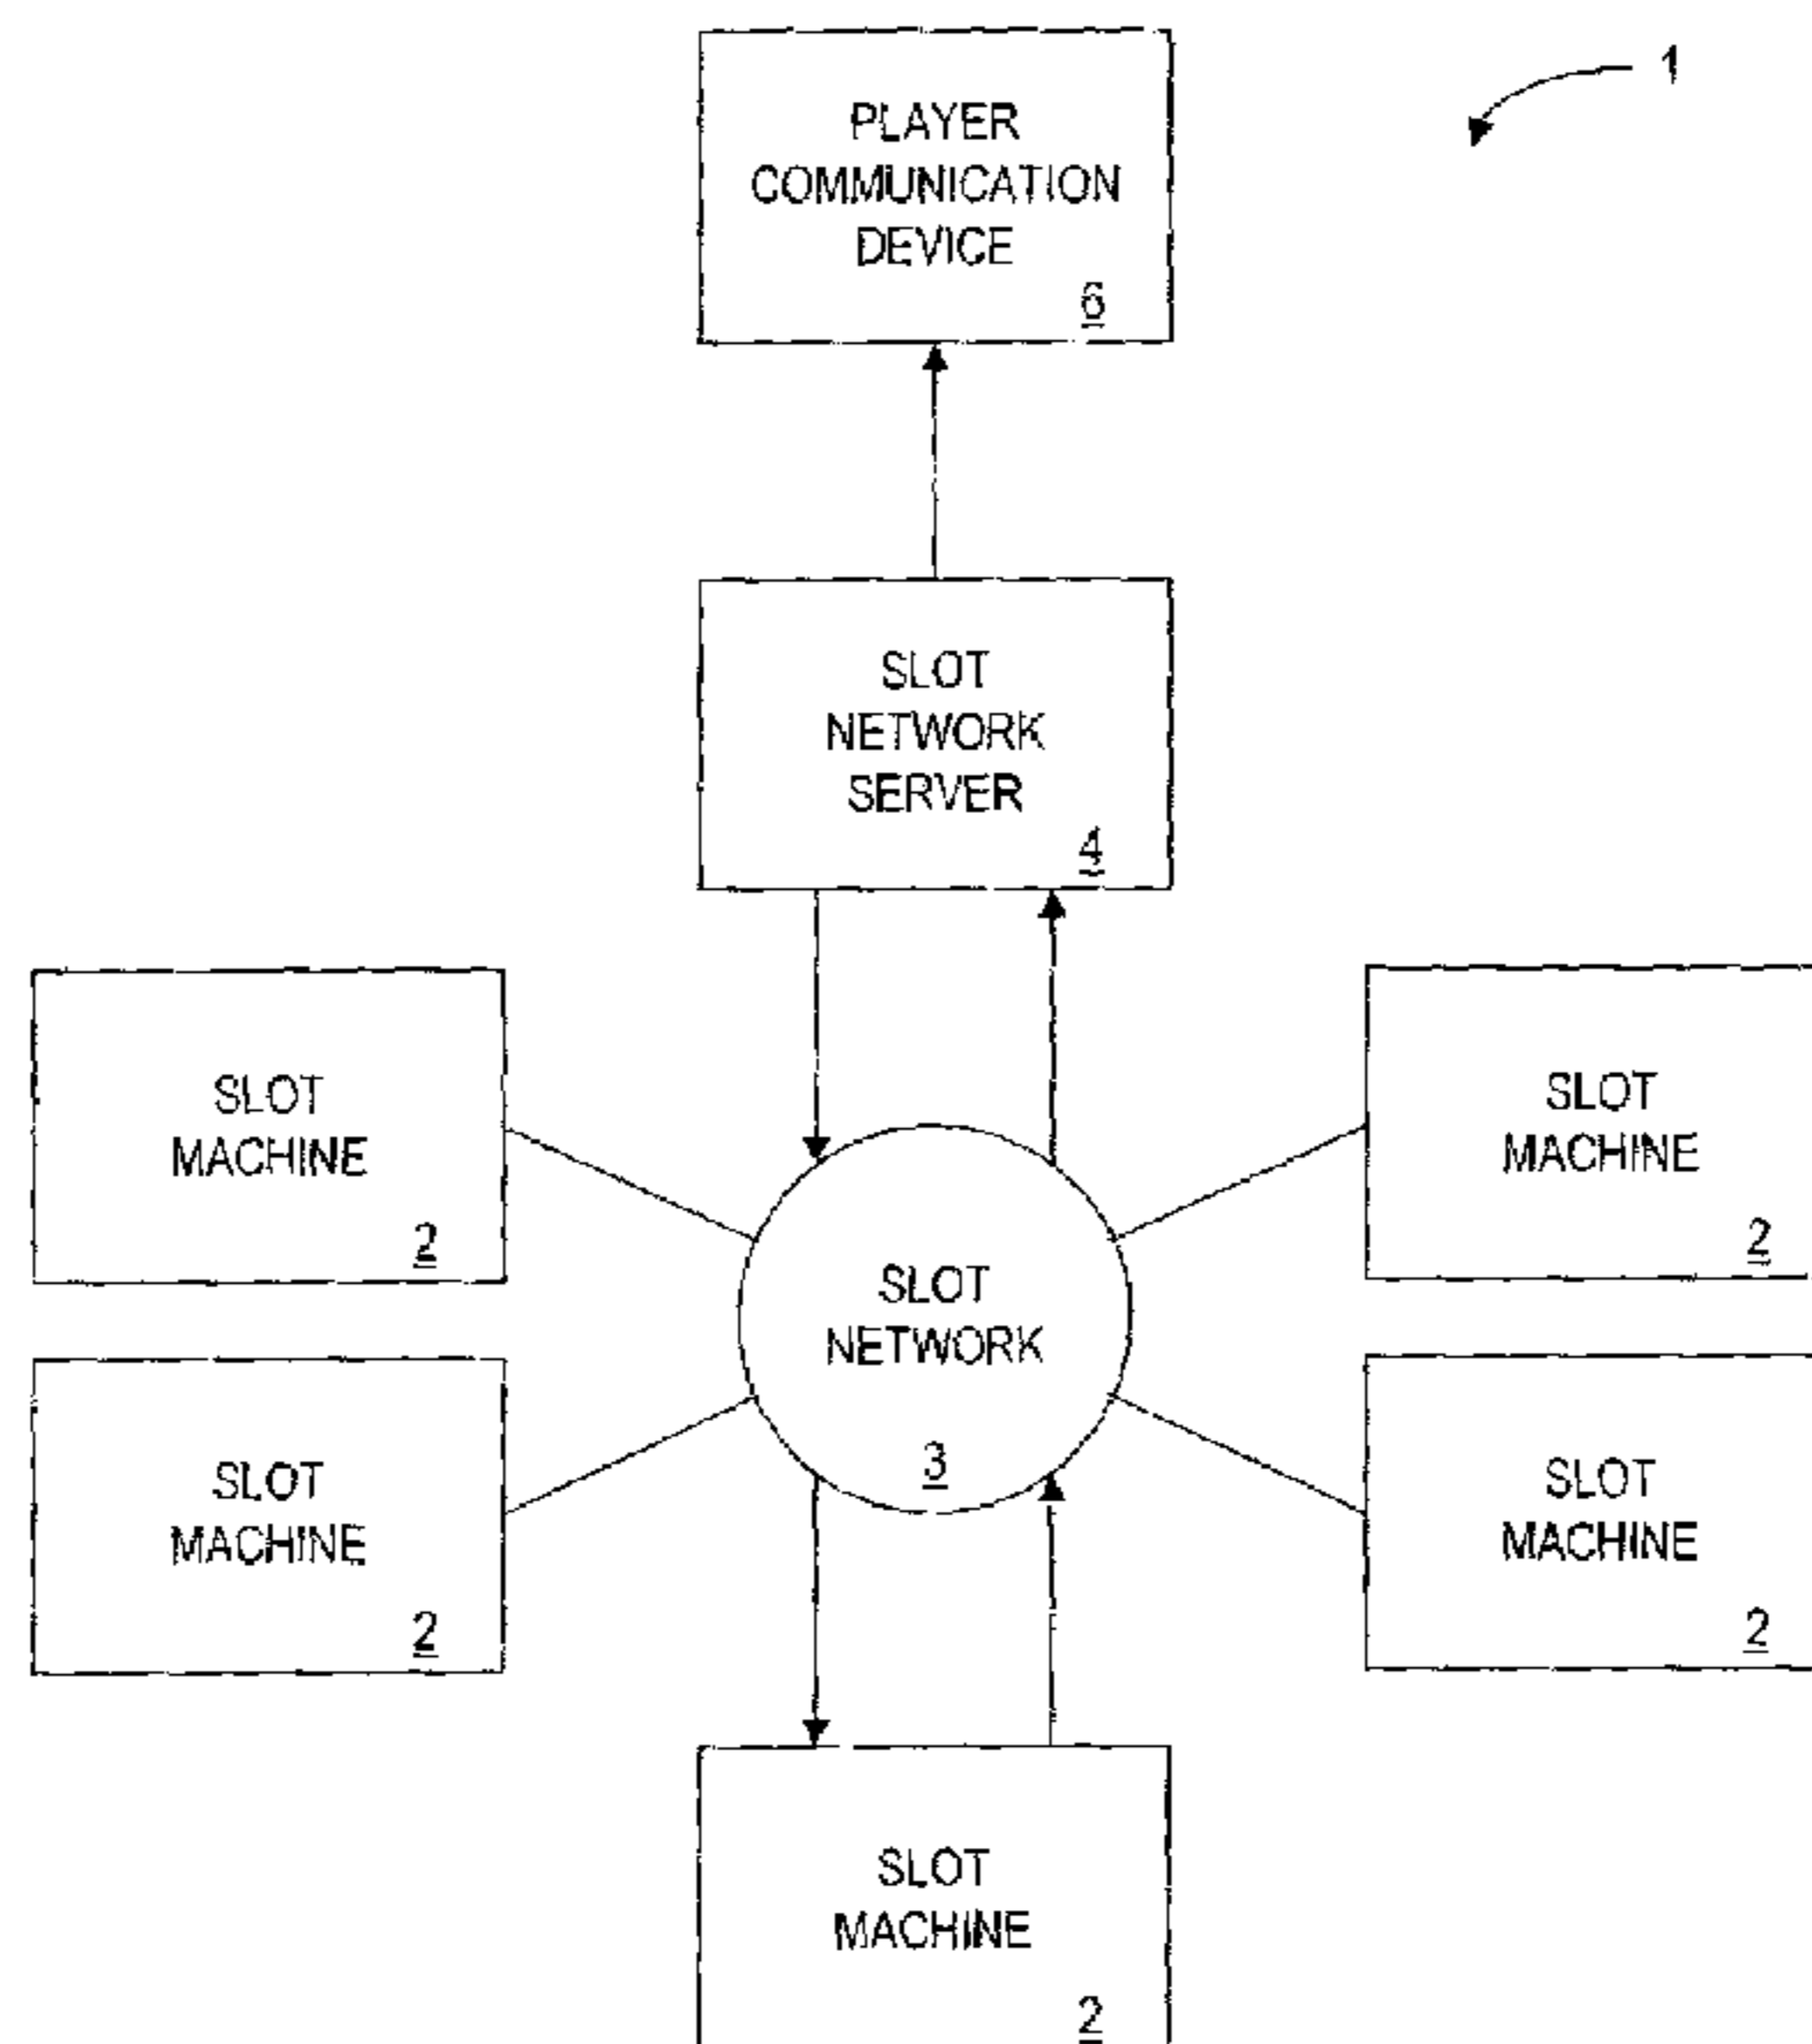 1
PLAYER
COMMUNICATION
DEVICE
6
SLOT
NETWORK
SERVER
4
SLOT
MACHINE
2
SLOT
MACHINE
2
SLOT
NETWORK
3
SLOT
MACHINE
2
SLOT
MACHINE
2
SLOT
MACHINE
2